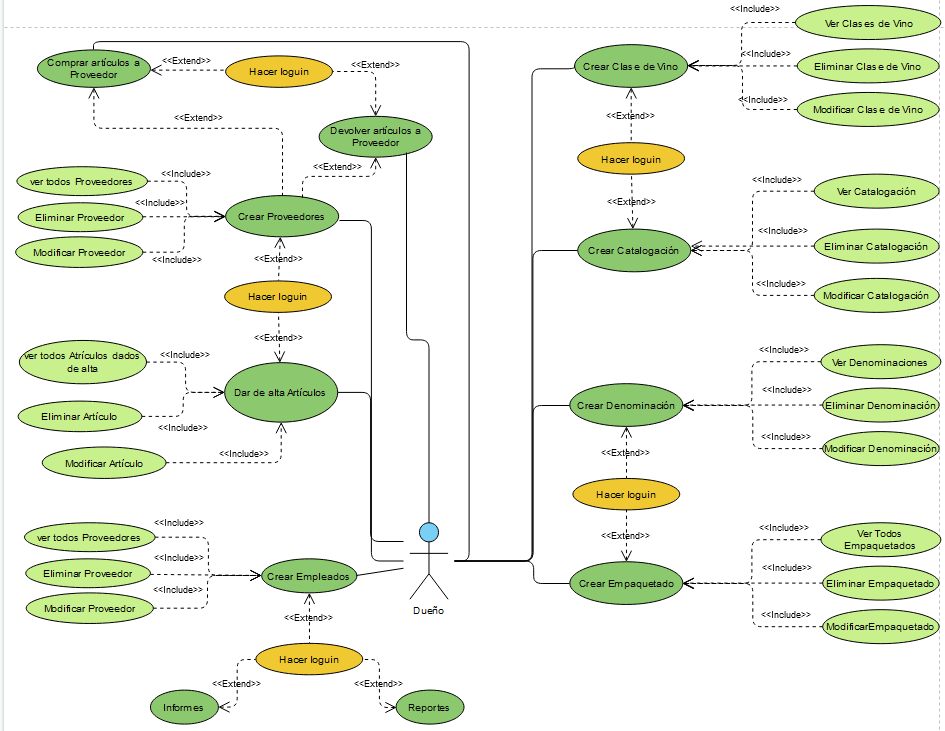 <<Include>>
Ver Clases de Vino
Comprar artículos a
Proveedor
<<Extend>>
Hacer loguin
<<Extend>>
Crear Clase de Vino
<<Include>>
Eliminar Clase de Vino
<<Include>>
Modificar Clase de Vino
<<Extend>>
<<Extend>>
Devolver artículos a
Proveedor
Hacer loguin
<<Extend>>
ver todos Proveedores
<<Include>>
<<Include>>
Ver Catalogación
<<Extend>>
Eliminar Proveedor
<<Include>>
Crear Proveedores
<<Include>>
Modificar Proveedor
<<Include>>
<<Extend>>
Crear Catalogación
Eliminar Catalogación
<<Include>>
Modificar Catalogación
Hacer loguin
<<Extend>>
ver todos Atrículos dados
de alta
<<Include>>
<<Include>>
Ver Denominaciones
Dar de alta Artículos
<<Include>>
Eliminar Artículo
<<Include>>
Crear Denominación
Eliminar Denominación
<<Include>>
Modificar Denominación
Modificar Artículo
<<Include>>
<<Extend>>
Hacer loguin
<<Extend>>
ver todos Proveedores
<<Include>>
<<Include>>
Ver Todos
Empaquetados
<<Include>>
Eliminar Proveedor
Crear Empleados
<<Include>>
Crear Empaquetado
<<Include>>
Eliminar Empaquetado
Modificar Proveedor
<<Include>>
ModificarEmpaquetado
Dueño
<<Extend>>
Hacer loguin
<<Extend>>
<<Extend>>
Informes
Reportes